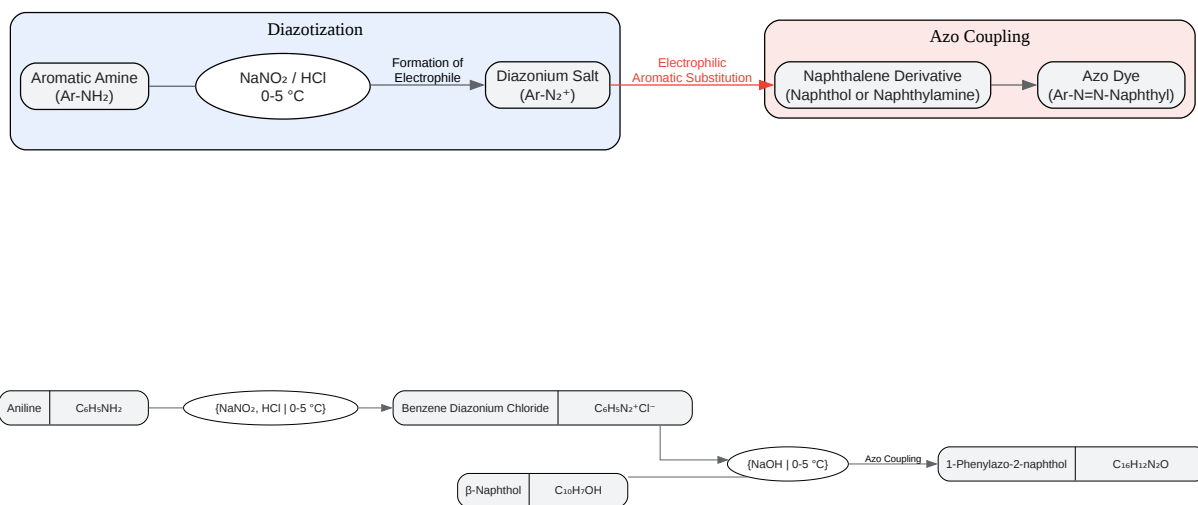 Diazotization
Aromatic Amine
(Ar-NH₂)
NaNO₂ / HCl
0-5 °C
Formation of
Electrophile
Diazonium Salt
(Ar-N₂⁺)
Electrophilic
Aromatic Substitution
Azo Coupling
Naphthalene Derivative
(Naphthol or Naphthylamine)
Azo Dye
(Ar-N=N-Naphthyl)
Aniline
C₆H₅NH₂
{NaNO₂, HCl | 0-5 °C}
Benzene Diazonium Chloride
C₆H₅N₂⁺Cl⁻
β-Naphthol
C₁₀H₇OH
{NaOH | 0-5 °C}
Azo Coupling
1-Phenylazo-2-naphthol
C₁₆H₁₂N₂O